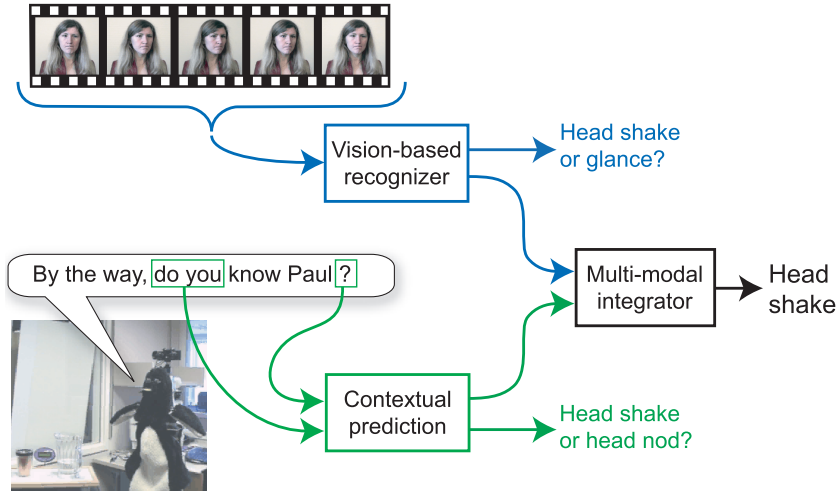 Vision-based
recognizer
Head shake
or glance?
By the way, do you know Paul ?
Multi-modal
integrator
Head
shake
Contextual
prediction
Head shake
or head nod?